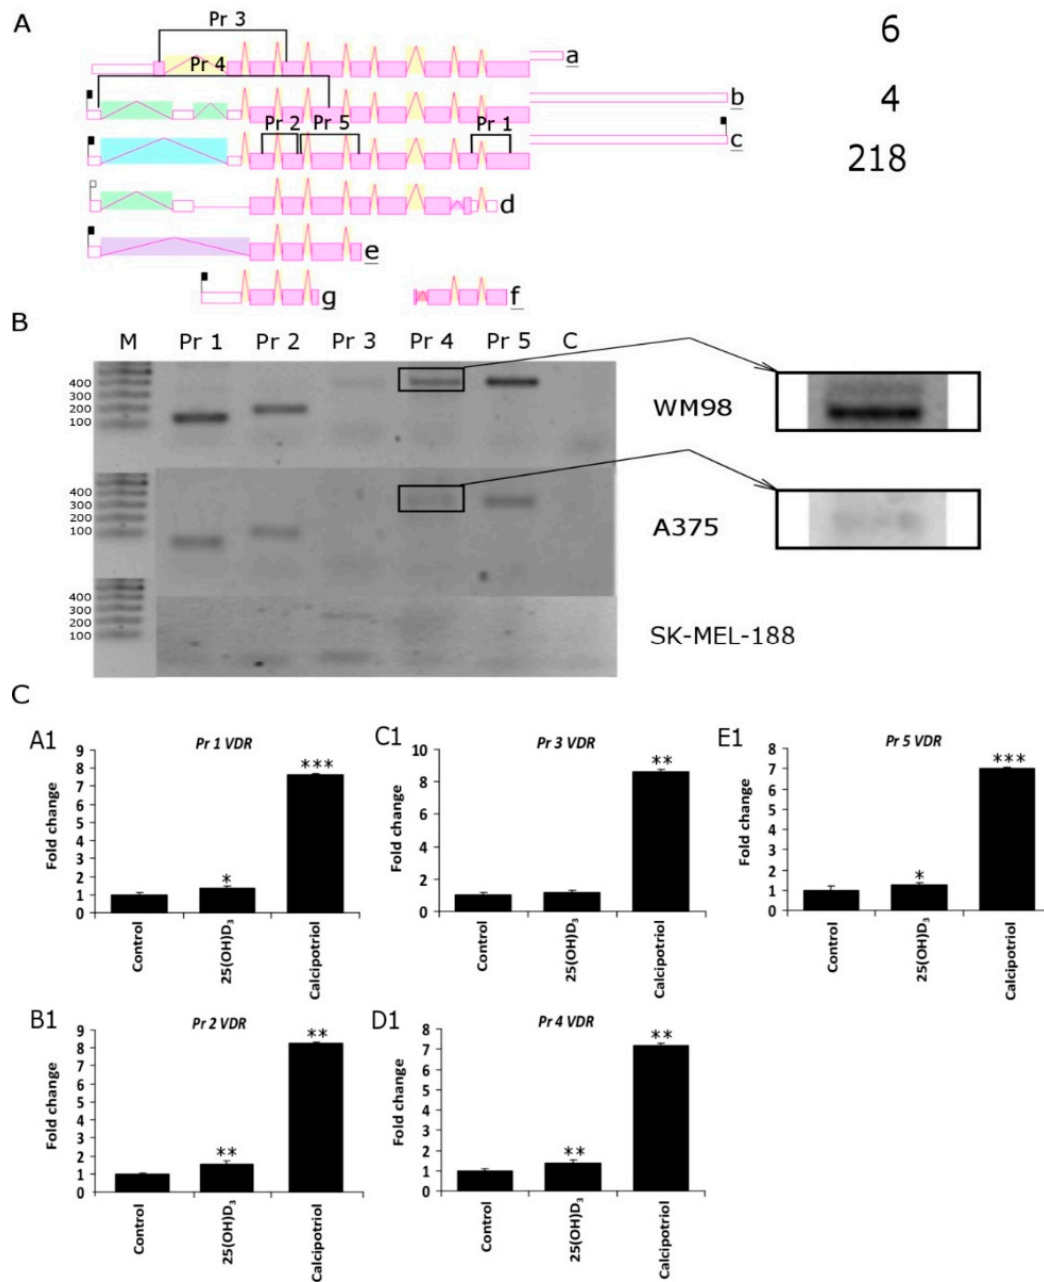 A
Pr 3
6
a
Pr 4
4
b
Pr 2 Pr 5 Pr 1
c
218
d
e
g f
B
M Pr 1 Pr 2 Pr 3 Pr 4 Pr 5 C
400
300
200
100
WM98
400
300
200
100
A375
400
300
200
100
SK-MEL-188
C
A1
Pr 1 VDR
Fold change
9
8
7
6
5
4
3
2
1
0
*
***
Control
25(OH)D₃
Calcipotriol
C1
Pr 3 VDR
Fold change
10
8
6
4
2
0
**
Control
25(OH)D₃
Calcipotriol
E1
Pr 5 VDR
Fold change
8
7
6
5
4
3
2
1
0
*
***
Control
25(OH)D₃
Calcipotriol
B1
Pr 2 VDR
Fold change
9
8
7
6
5
4
3
2
1
0
**
**
Control
25(OH)D₃
Calcipotriol
D1
Pr 4 VDR
Fold change
8
7
6
5
4
3
2
1
0
**
**
Control
25(OH)D₃
Calcipotriol